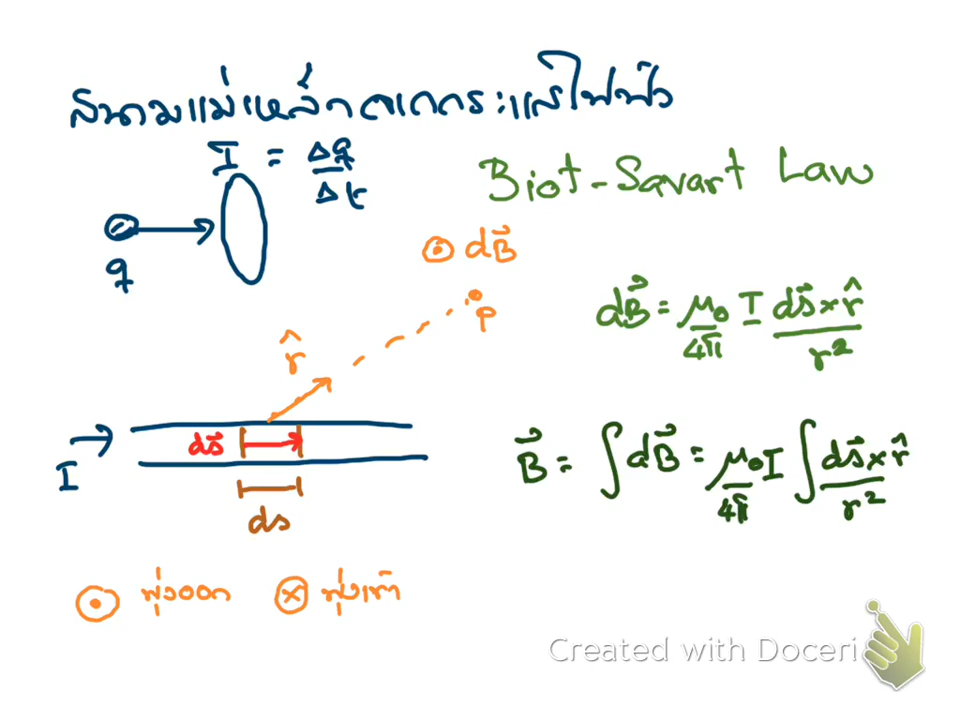 สนามแม่เหล็กจากกระแสไฟฟ้า
I = Δq/Δt
Biot-Savart Law
q
⊙ dB⃗
P
r̂
dB⃗ = μ₀/4π I ds⃗ × r̂/r²
ds⃗
I
B⃗ = ∫ dB⃗ = μ₀I/4π ∫ ds⃗ × r̂/r²
ds
⊙ พุ่งออก ⊗ พุ่งเข้า
Created with Doceri